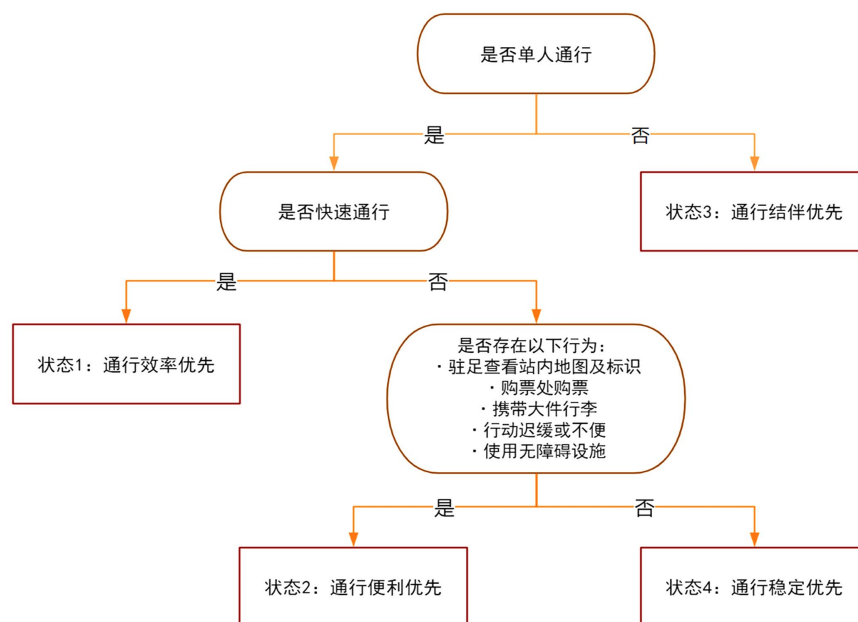 是否单人通行
是
否
是否快速通行
状态3：通行结伴优先
是
否
状态1：通行效率优先
是否存在以下行为：
·驻足查看站内地图及标识
·购票处购票
·携带大件行李
·行动迟缓或不便
·使用无障碍设施
是
否
状态2：通行便利优先
状态4：通行稳定优先